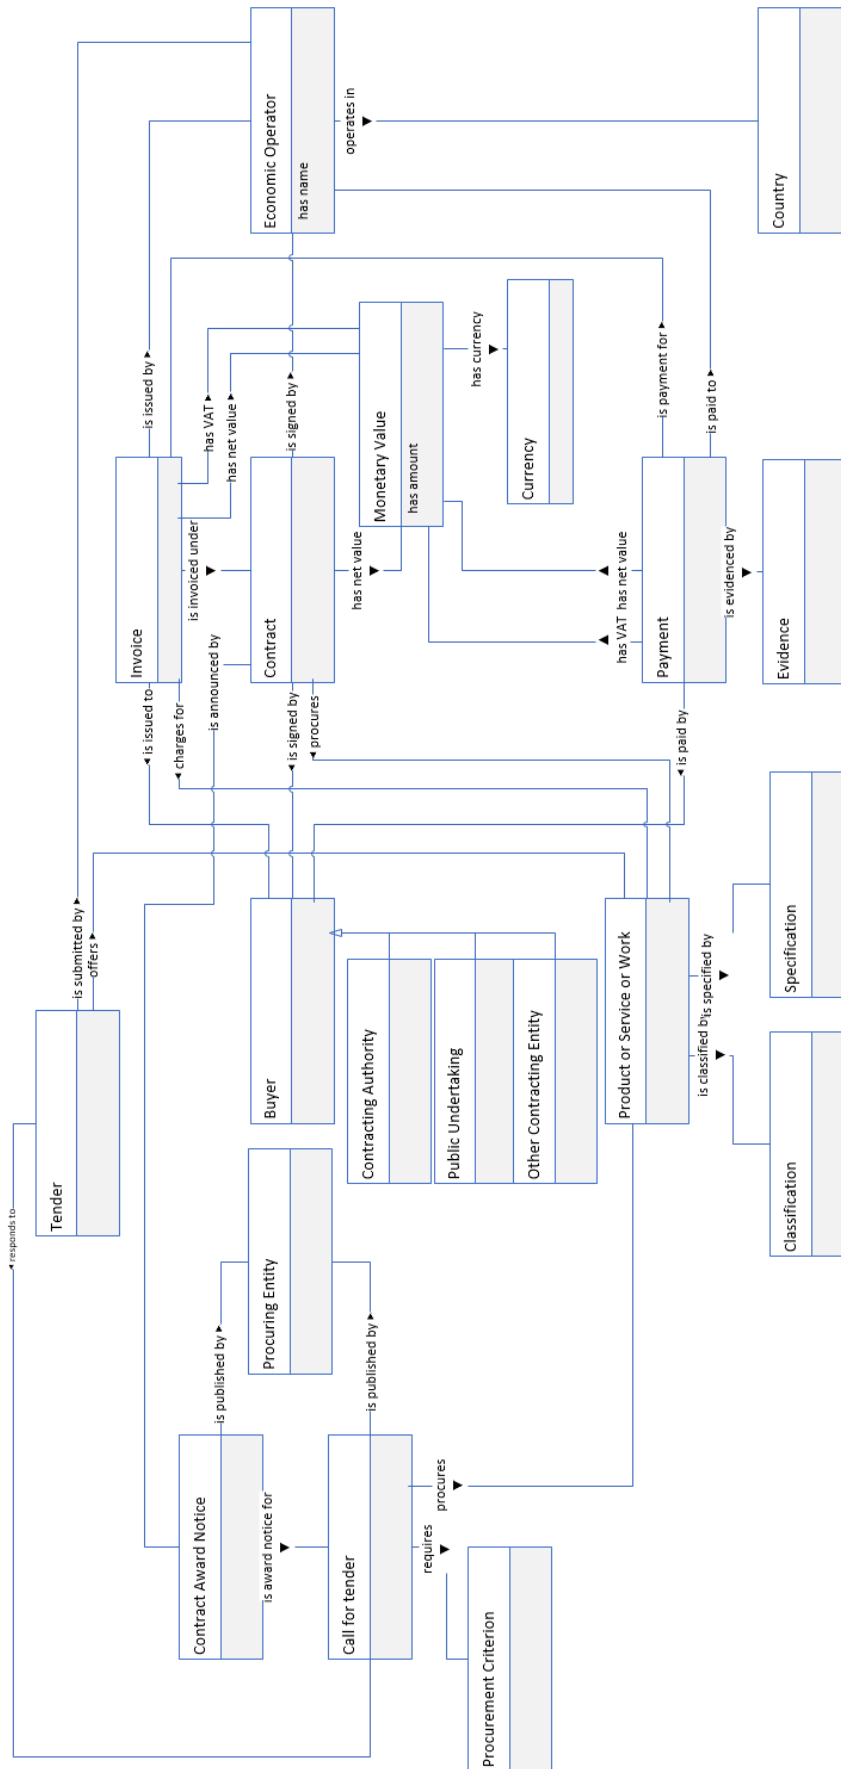 responds to
Tender
is submitted by
offers
Contract Award Notice
is published by
is award notice for
Call for tender
is published by
procures
requires
Procurement Criterion
Procuring Entity
Buyer
Contracting Authority
Public Undertaking
Other Contracting Entity
Product or Service or Work
is classified by
is specified by
Classification
Specification
Invoice
is issued to
charges for
is announced by
is issued by
has VAT
has net value
is invoiced under
Contract
is signed by
procures
is signed by
has net value
Monetary Value
has amount
has currency
Currency
Payment
has VAT
has net value
is paid by
is payment for
is paid to
is evidenced by
Evidence
Economic Operator
has name
operates in
Country